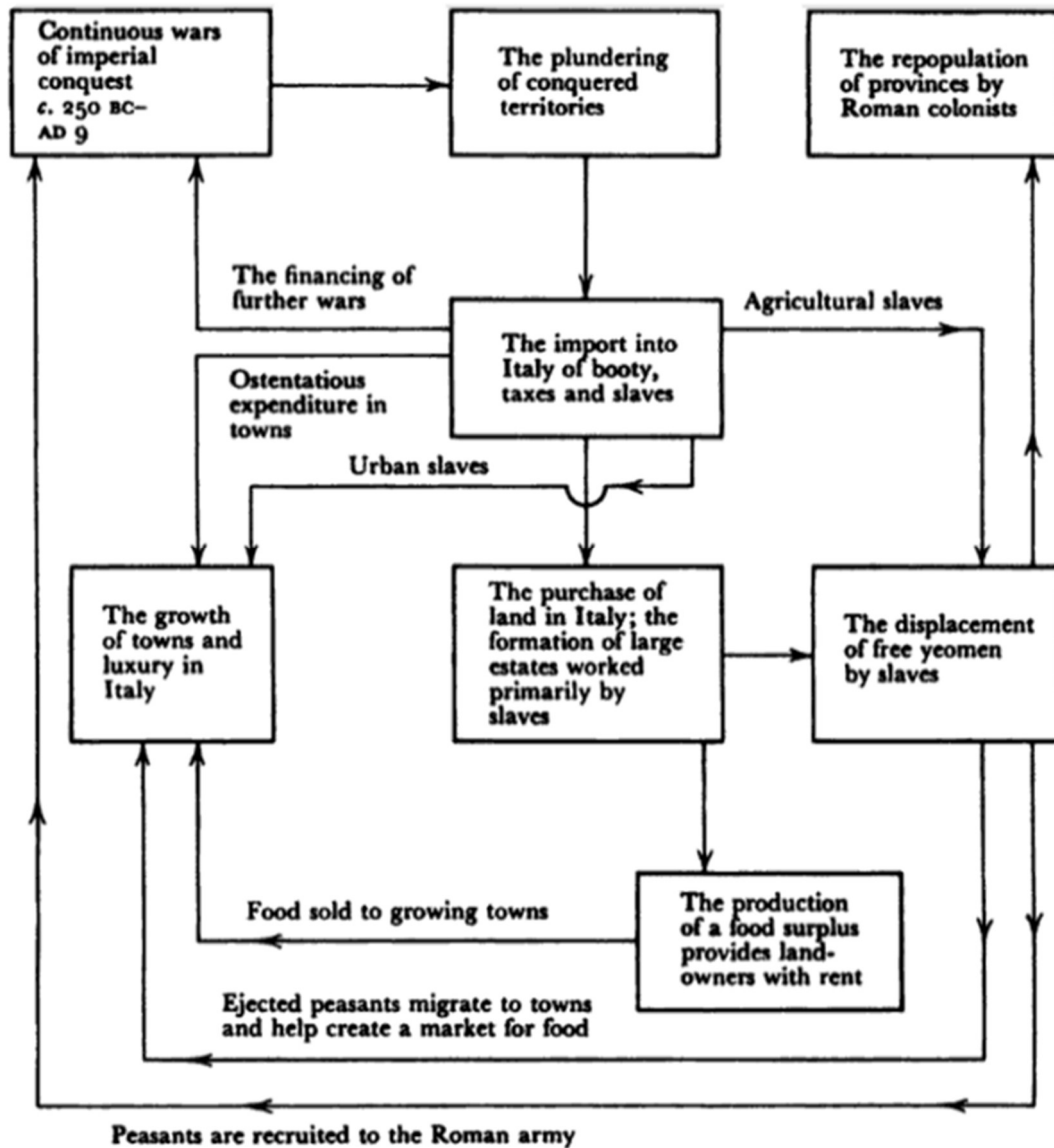 Continuous wars
of imperial
conquest
c. 250 BC–
AD 9
The plundering
of conquered
territories
The repopulation
of provinces by
Roman colonists
The financing of
further wars
Agricultural slaves
The import into
Italy of booty,
taxes and slaves
Ostentatious
expenditure in
towns
Urban slaves
The growth
of towns and
luxury in
Italy
The purchase of
land in Italy; the
formation of large
estates worked
primarily by
slaves
The displacement
of free yeomen
by slaves
Food sold to growing towns
The production
of a food surplus
provides land-
owners with rent
Ejected peasants migrate to towns
and help create a market for food
Peasants are recruited to the Roman army